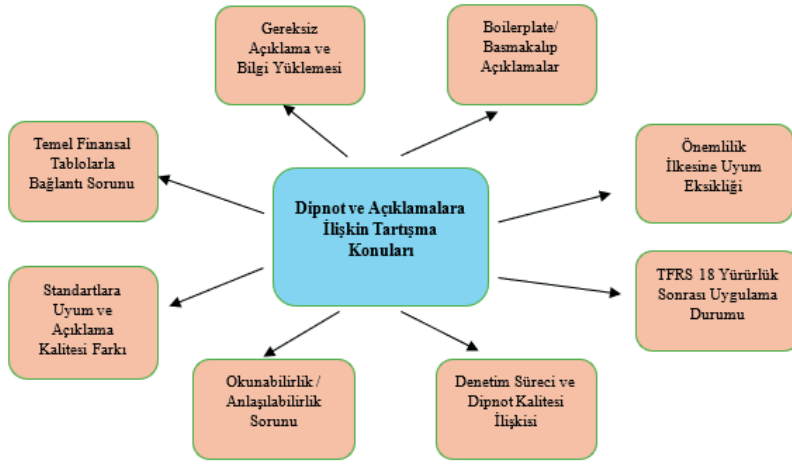 Gereksiz
Açıklama ve
Bilgi Yüklemesi
Boilerplate/
Basmakalıp
Açıklamalar
Temel Finansal
Tablolarla
Bağlantı Sorunu
Önemlilik
İlkesine Uyum
Eksikliği
Dipnot ve Açıklamalara
İlişkin Tartışma
Konuları
Standartlara
Uyum ve
Açıklama
Kalitesi Farkı
TFRS 18 Yürürlük
Sonrası Uygulama
Durumu
Okunabilirlik /
Anlaşılabilirlik
Sorunu
Denetim Süreci ve
Dipnot Kalitesi
İlişkisi